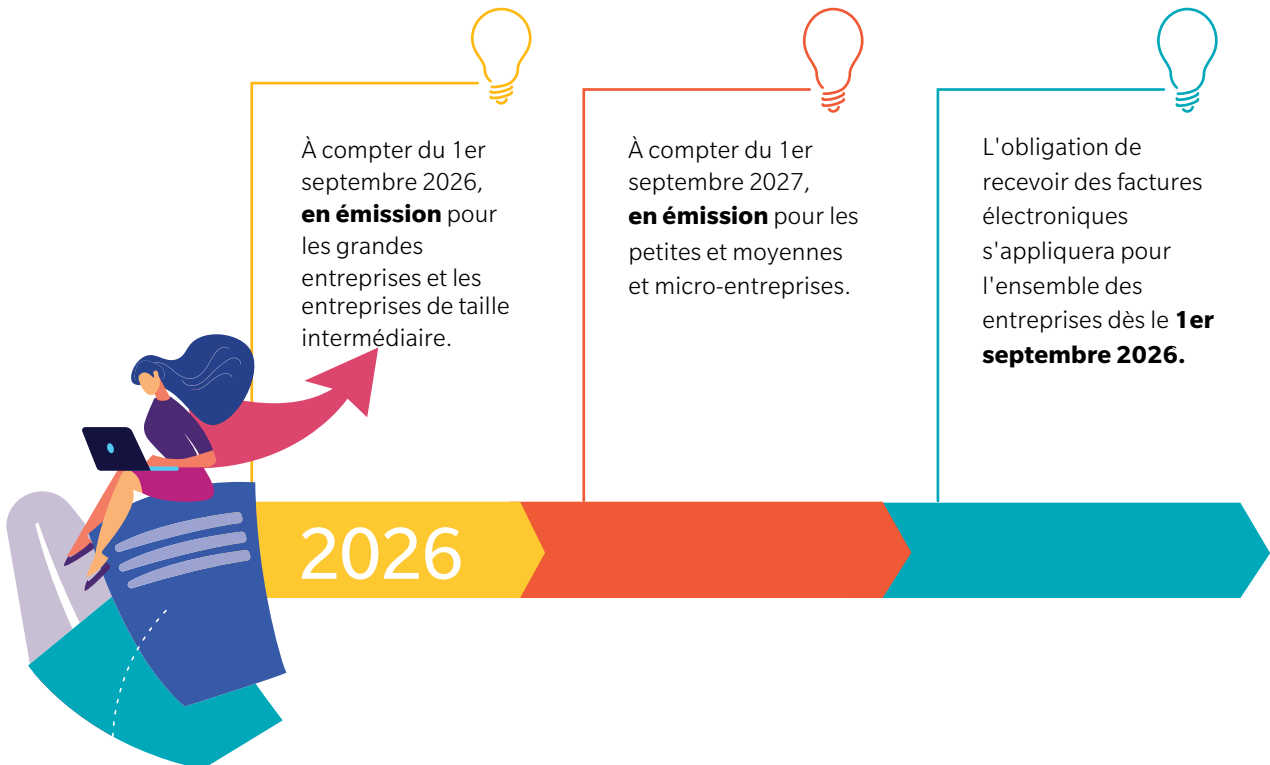 À compter du 1er
septembre 2026,
en émission pour
les grandes
entreprises et les
entreprises de taille
intermédiaire.
À compter du 1er
septembre 2027,
en émission pour les
petites et moyennes
et micro-entreprises.
L'obligation de
recevoir des factures
électroniques
s'appliquera pour
l'ensemble des
entreprises dès le 1er
septembre 2026.
2026